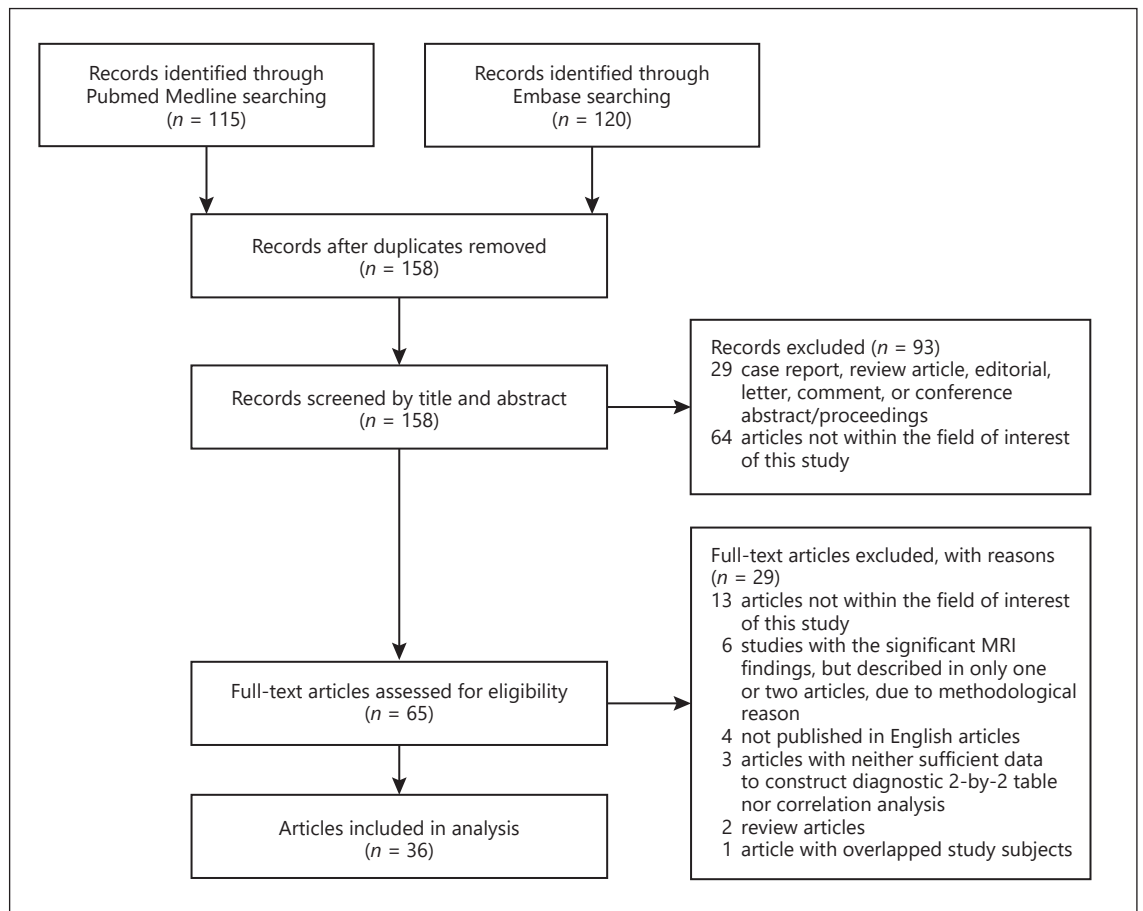 Records identified through
Pubmed Medline searching
(n = 115)
Records identified through
Embase searching
(n = 120)
Records after duplicates removed
(n = 158)
Records screened by title and abstract
(n = 158)
Records excluded (n = 93)
29 case report, review article, editorial,
letter, comment, or conference
abstract/proceedings
64 articles not within the field of interest
of this study
Full-text articles assessed for eligibility
(n = 65)
Full-text articles excluded, with reasons
(n = 29)
13 articles not within the field of interest
of this study
6 studies with the significant MRI
findings, but described in only one
or two articles, due to methodological
reason
4 not published in English articles
3 articles with neither sufficient data
to construct diagnostic 2-by-2 table
nor correlation analysis
2 review articles
1 article with overlapped study subjects
Articles included in analysis
(n = 36)